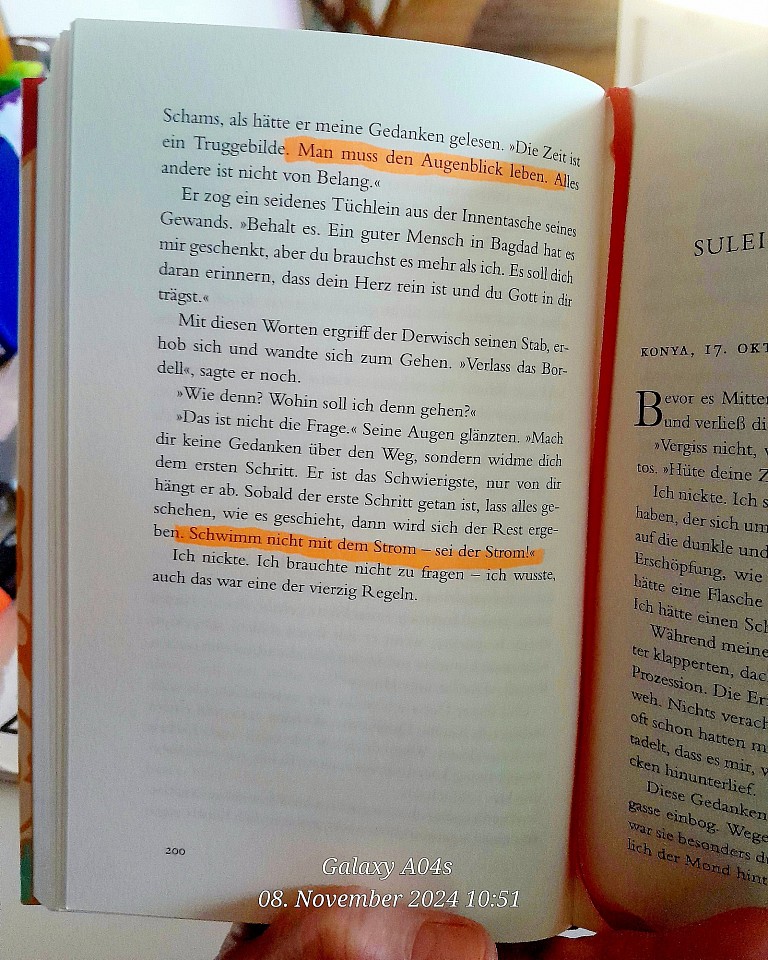 Schams, als hätte er meine Gedanken gelesen. »Die Zeit ist
ein Truggebilde. Man muss den Augenblick leben. Alles
andere ist nicht von Belang.«
Er zog ein seidenes Tüchlein aus der Innentasche seines
Gewands. »Behalt es. Ein guter Mensch in Bagdad hat es
mir geschenkt, aber du brauchst es mehr als ich. Es soll dich
daran erinnern, dass dein Herz rein ist und du Gott in dir
trägst.«
Mit diesen Worten ergriff der Derwisch seinen Stab, er-
hob sich und wandte sich zum Gehen. »Verlass das Bor-
dell«, sagte er noch.
»Wie denn? Wohin soll ich denn gehen?«
»Das ist nicht die Frage.« Seine Augen glänzten. »Mach
dir keine Gedanken über den Weg, sondern widme dich
dem ersten Schritt. Er ist das Schwierigste, nur von dir
hängt er ab. Sobald der erste Schritt getan ist, lass alles ge-
schehen, wie es geschieht, dann wird sich der Rest erge-
ben. Schwimm nicht mit dem Strom – sei der Strom!«
Ich nickte. Ich brauchte nicht zu fragen – ich wusste,
auch das war eine der vierzig Regeln.
200
SULEI
KONYA, 17. OKT
Bevor es Mitter
und verließ di
»Vergiss nicht, v
tos. »Hüte deine Z
Ich nickte. Ich s
haben, der sich um
auf die dunkle und
Erschöpfung, wie
hätte eine Flasche
Ich hätte einen Sch
Während meine
ter klapperten, dac
Prozession. Die Eri
weh. Nichts verach
oft schon hatten m
tadelt, dass es mir, v
cken hinunterlief.
Diese Gedanken
gasse einbog. Wege
war sie besonders du
lich der Mond hint
Galaxy A04s
08. November 2024 10:51